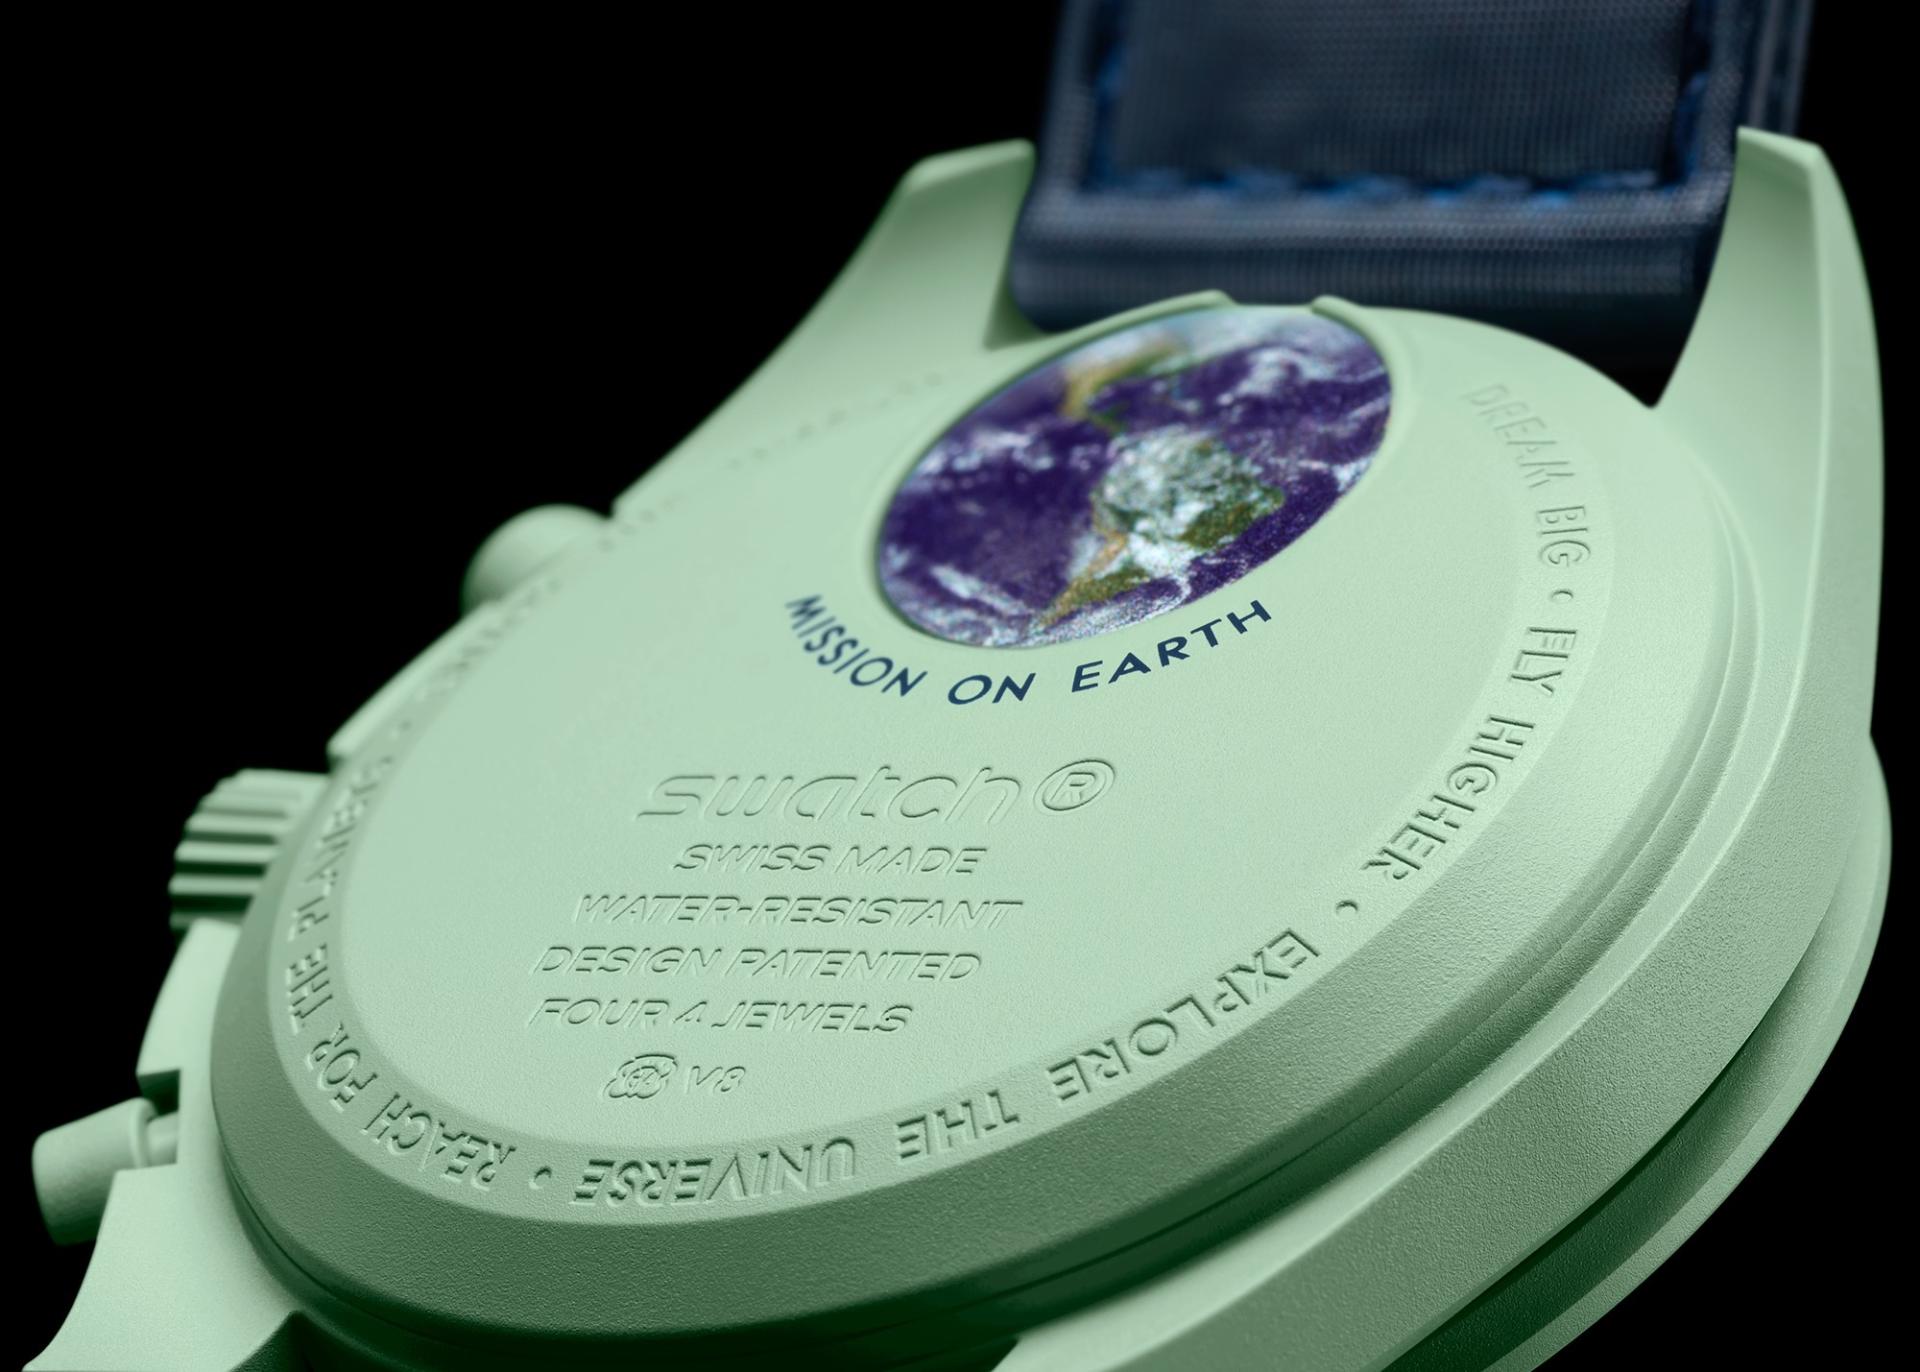 MISSION ON EARTH
swatch®
SWISS MADE
WATER-RESISTANT
DESIGN PATENTED
FOUR 4 JEWELS
V8
DREAM BIG • FLY HIGHER • EXPLORE THE UNIVERSE • REACH FOR THE PLANETS •